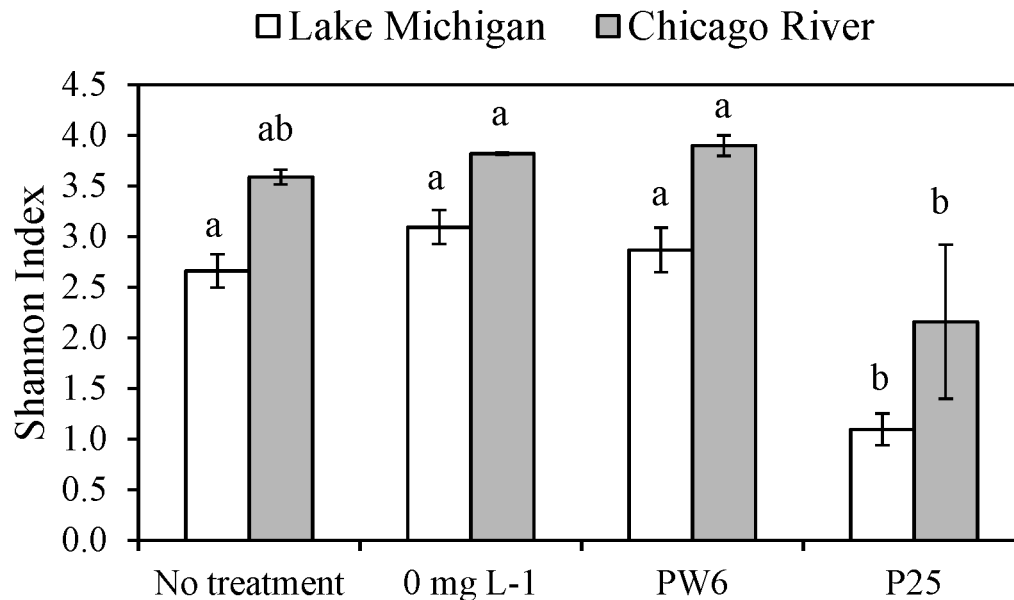 Lake Michigan Chicago River
Shannon Index
4.5
4.0
3.5
3.0
2.5
2.0
1.5
1.0
0.5
0.0
a ab
a a
a a
b b
No treatment 0 mg L-1 PW6 P25